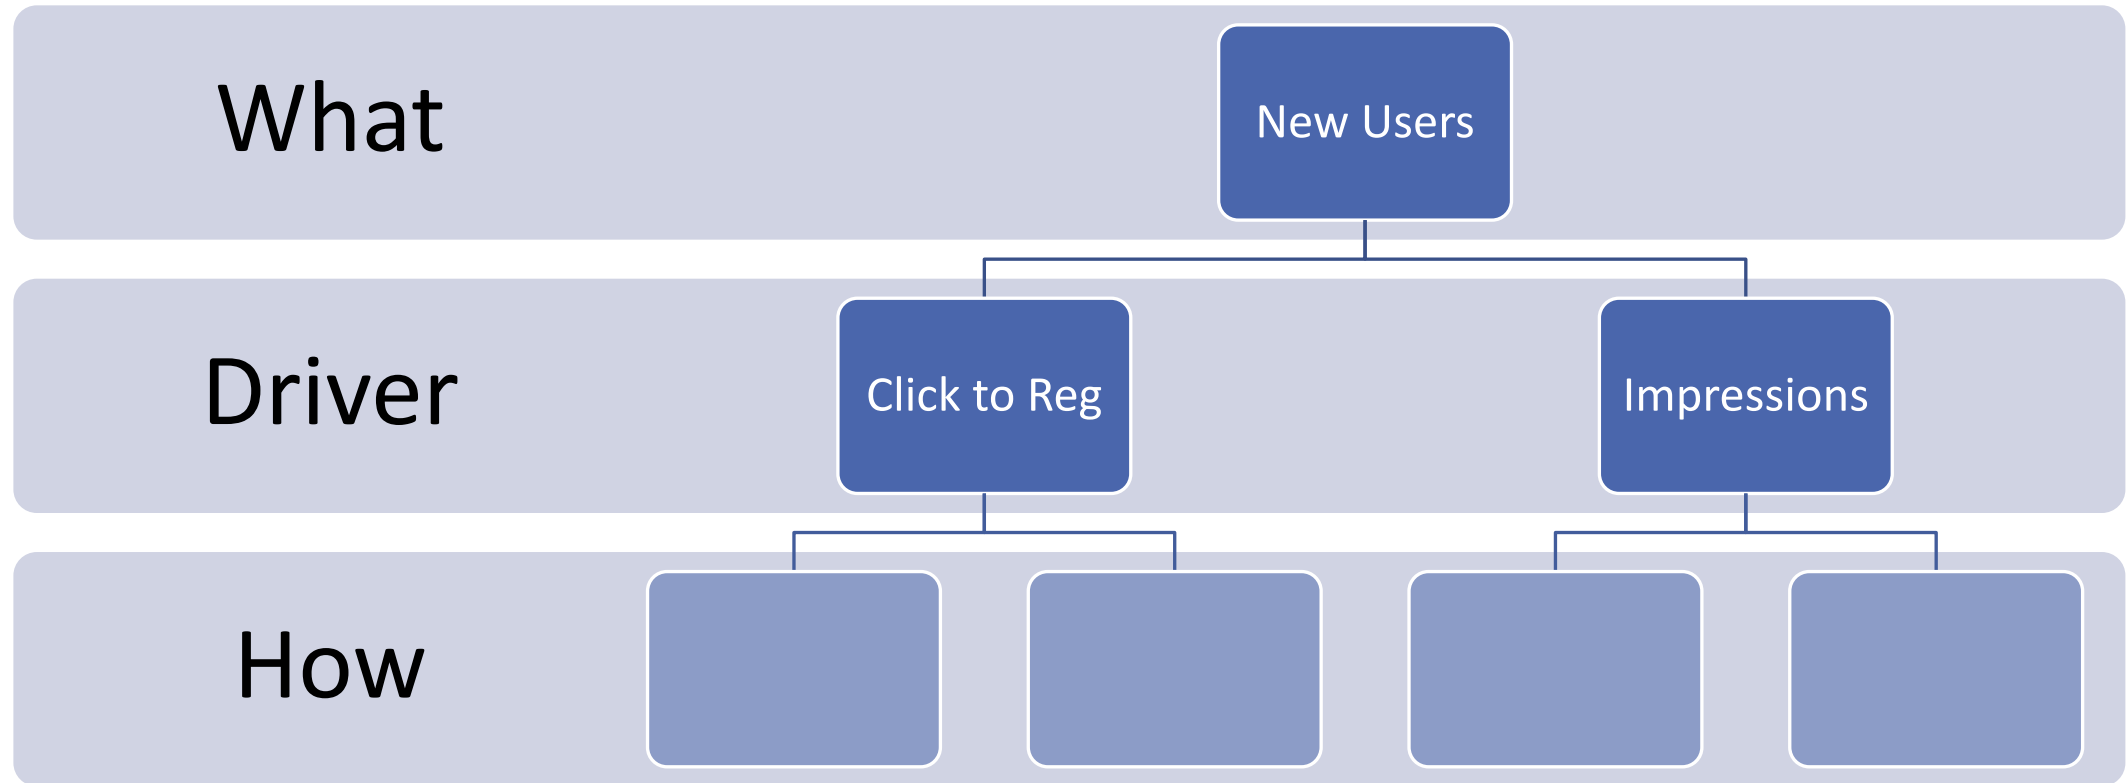 What
New Users
Driver
Click to Reg
Impressions
How